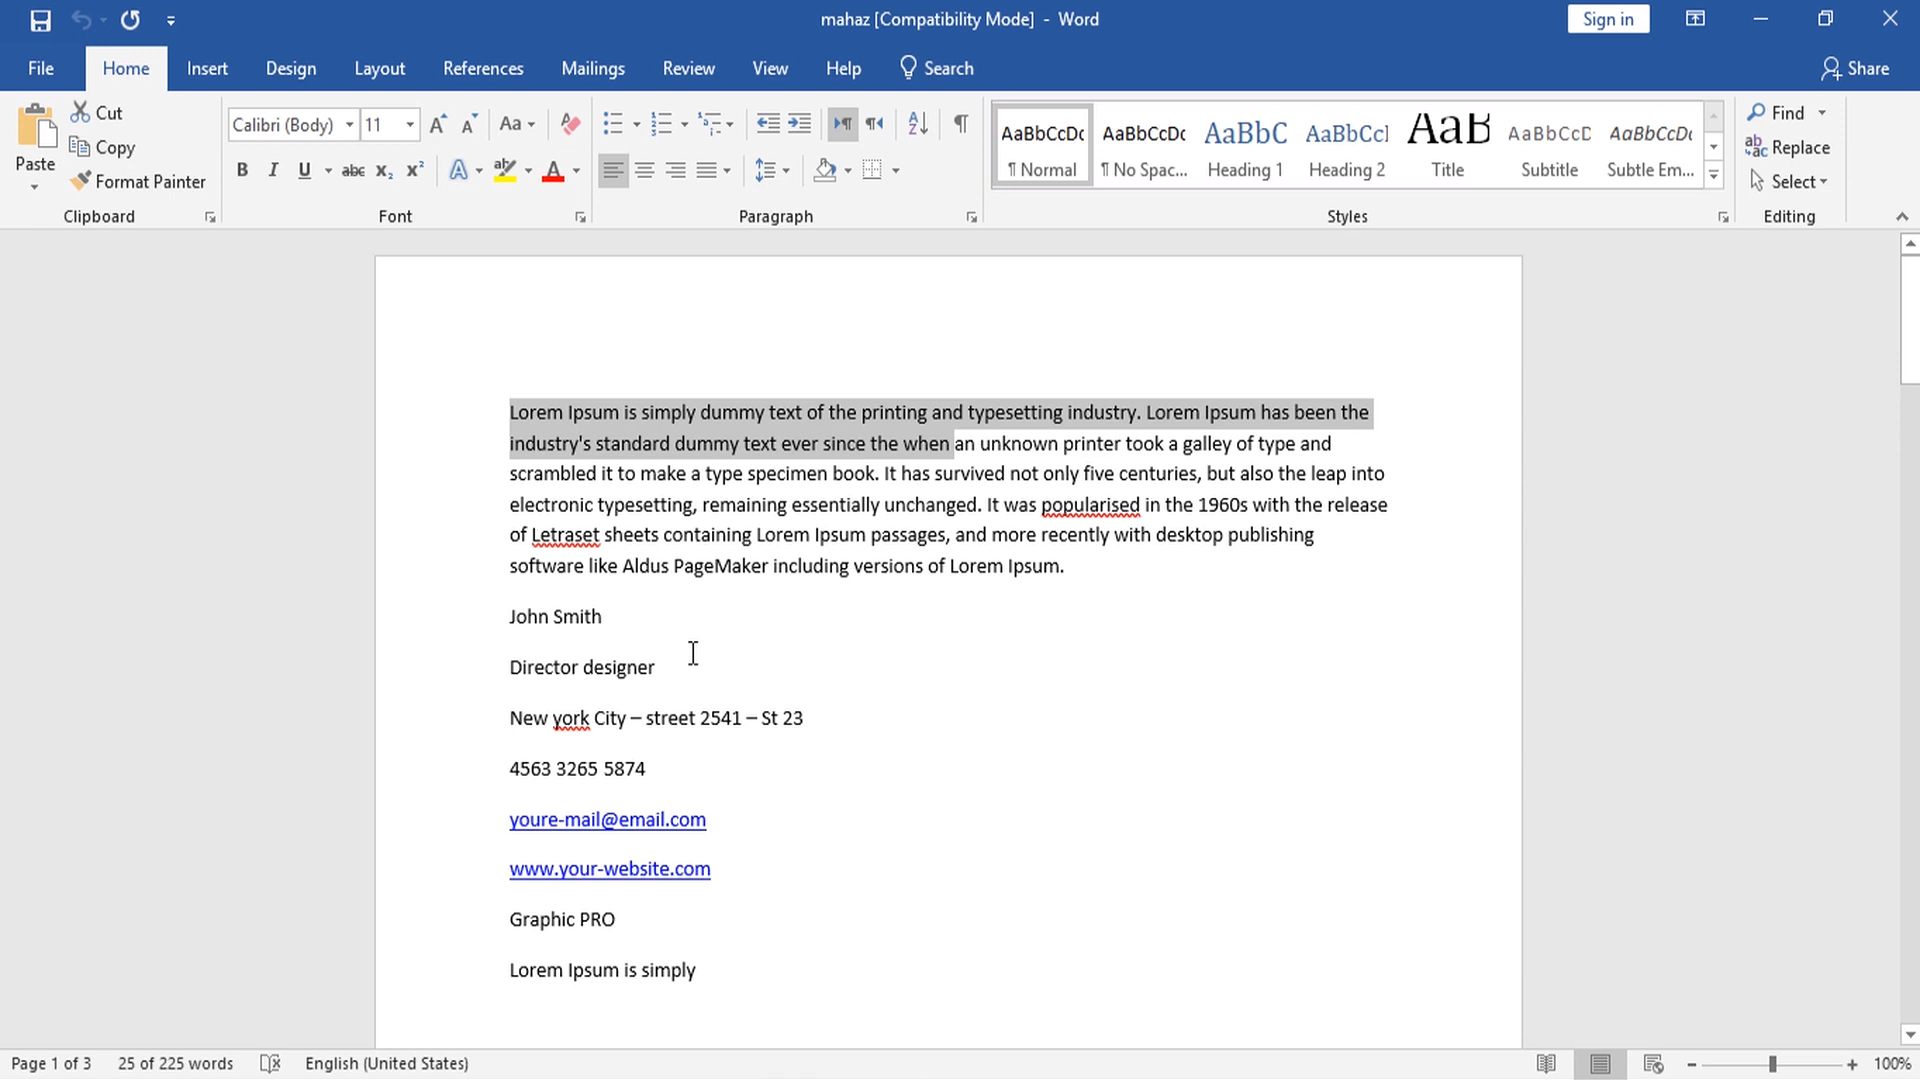 mahaz [Compatibility Mode] - Word
Sign in
File Home Insert Design Layout References Mailings Review View Help Search Share
Paste
Cut
Copy
Format Painter
Clipboard
Calibri (Body) 11 Aa
B I U abc x₂ x²
Font
Paragraph
AaBbCcDc AaBbCcDc AaBbC AaBbCcI AaB AaBbCcD AaBbCcDc
¶ Normal ¶ No Spac... Heading 1 Heading 2 Title Subtitle Subtle Em...
Styles
Find
Replace
Select
Editing
Lorem Ipsum is simply dummy text of the printing and typesetting industry. Lorem Ipsum has been the
industry's standard dummy text ever since the when an unknown printer took a galley of type and
scrambled it to make a type specimen book. It has survived not only five centuries, but also the leap into
electronic typesetting, remaining essentially unchanged. It was popularised in the 1960s with the release
of Letraset sheets containing Lorem Ipsum passages, and more recently with desktop publishing
software like Aldus PageMaker including versions of Lorem Ipsum.
John Smith
Director designer
New york City – street 2541 – St 23
4563 3265 5874
youre-mail@email.com
www.your-website.com
Graphic PRO
Lorem Ipsum is simply
Page 1 of 3 25 of 225 words English (United States) 100%